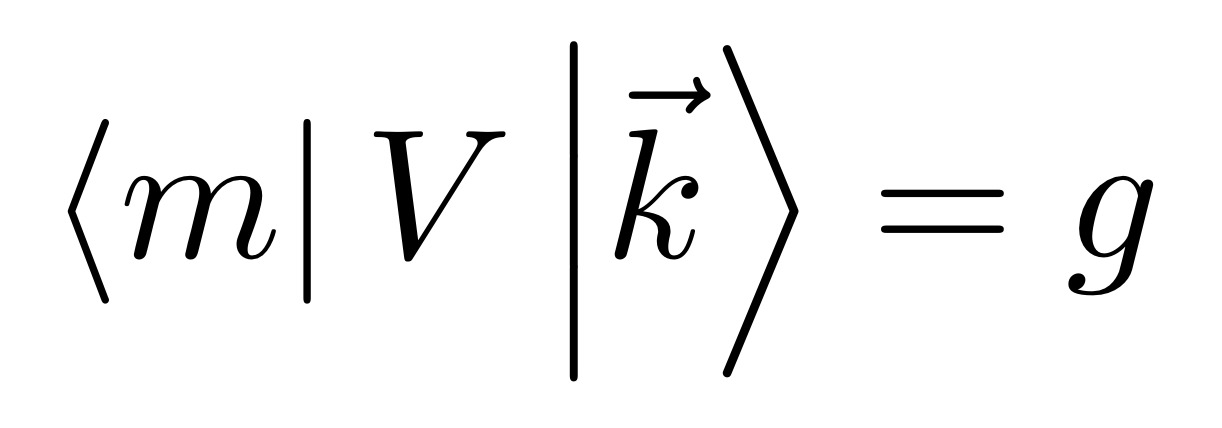 ⟨m| V |k⃗⟩ = g